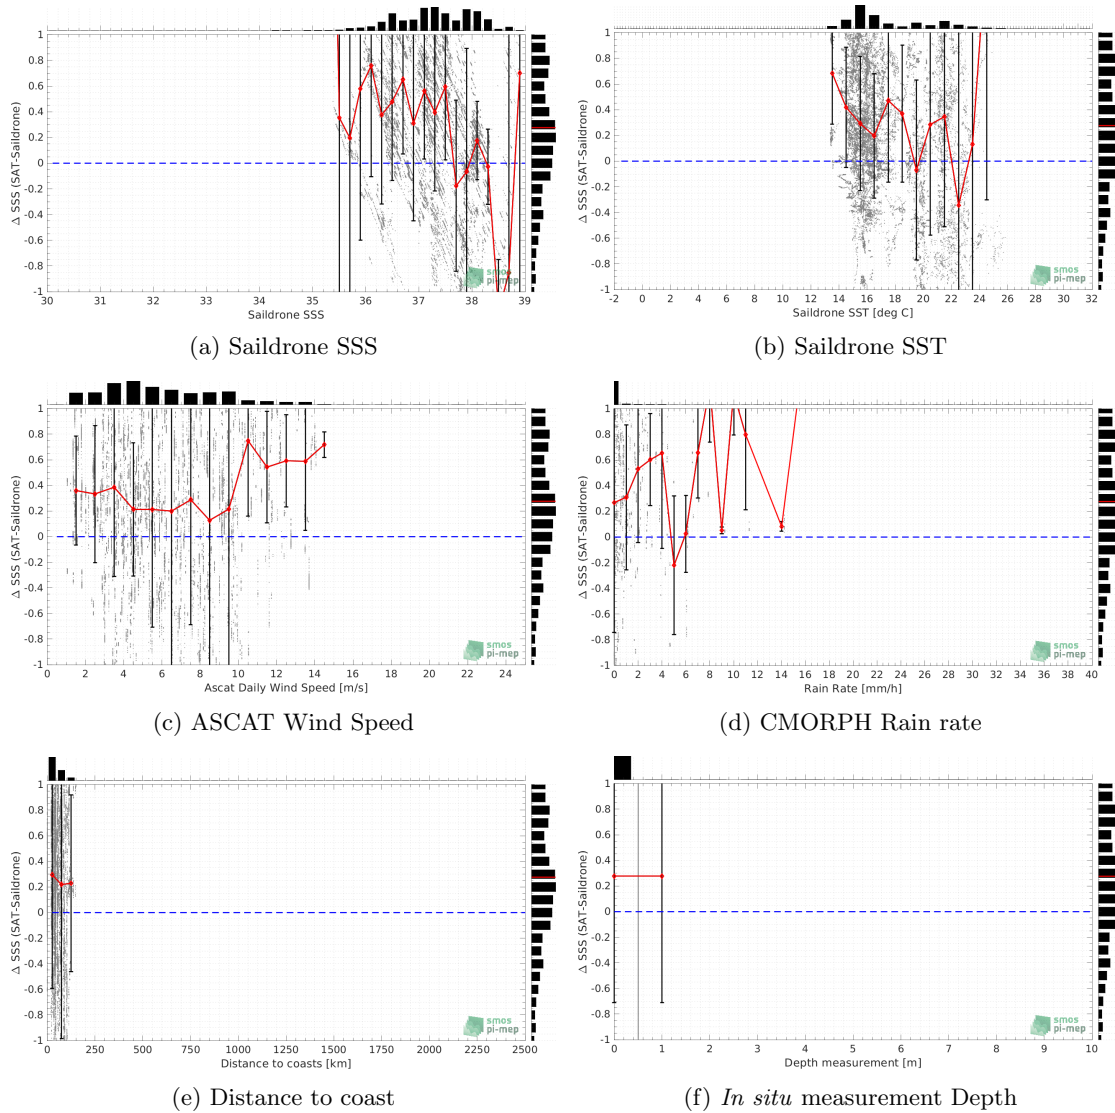 1
0.8
0.6
0.4
0.2
0
-0.2
-0.4
-0.6
-0.8
-1
Δ SSS (SAT-Saildrone)
30 31 32 33 34 35 36 37 38 39
Saildrone SSS
smos
pi-mep
(a) Saildrone SSS
1
0.8
0.6
0.4
0.2
0
-0.2
-0.4
-0.6
-0.8
-1
Δ SSS (SAT-Saildrone)
-2 0 2 4 6 8 10 12 14 16 18 20 22 24 26 28 30 32
Saildrone SST [deg C]
smos
pi-mep
(b) Saildrone SST
1
0.8
0.6
0.4
0.2
0
-0.2
-0.4
-0.6
-0.8
-1
Δ SSS (SAT-Saildrone)
0 2 4 6 8 10 12 14 16 18 20 22 24
Ascat Daily Wind Speed [m/s]
smos
pi-mep
(c) ASCAT Wind Speed
1
0.8
0.6
0.4
0.2
0
-0.2
-0.4
-0.6
-0.8
-1
Δ SSS (SAT-Saildrone)
0 2 4 6 8 10 12 14 16 18 20 22 24 26 28 30 32 34 36 38 40
Rain Rate [mm/h]
smos
pi-mep
(d) CMORPH Rain rate
1
0.8
0.6
0.4
0.2
0
-0.2
-0.4
-0.6
-0.8
-1
Δ SSS (SAT-Saildrone)
0 250 500 750 1000 1250 1500 1750 2000 2250 2500
Distance to coasts [km]
smos
pi-mep
(e) Distance to coast
1
0.8
0.6
0.4
0.2
0
-0.2
-0.4
-0.6
-0.8
-1
Δ SSS (SAT-Saildrone)
0 1 2 3 4 5 6 7 8 9 10
Depth measurement [m]
smos
pi-mep
(f) In situ measurement Depth